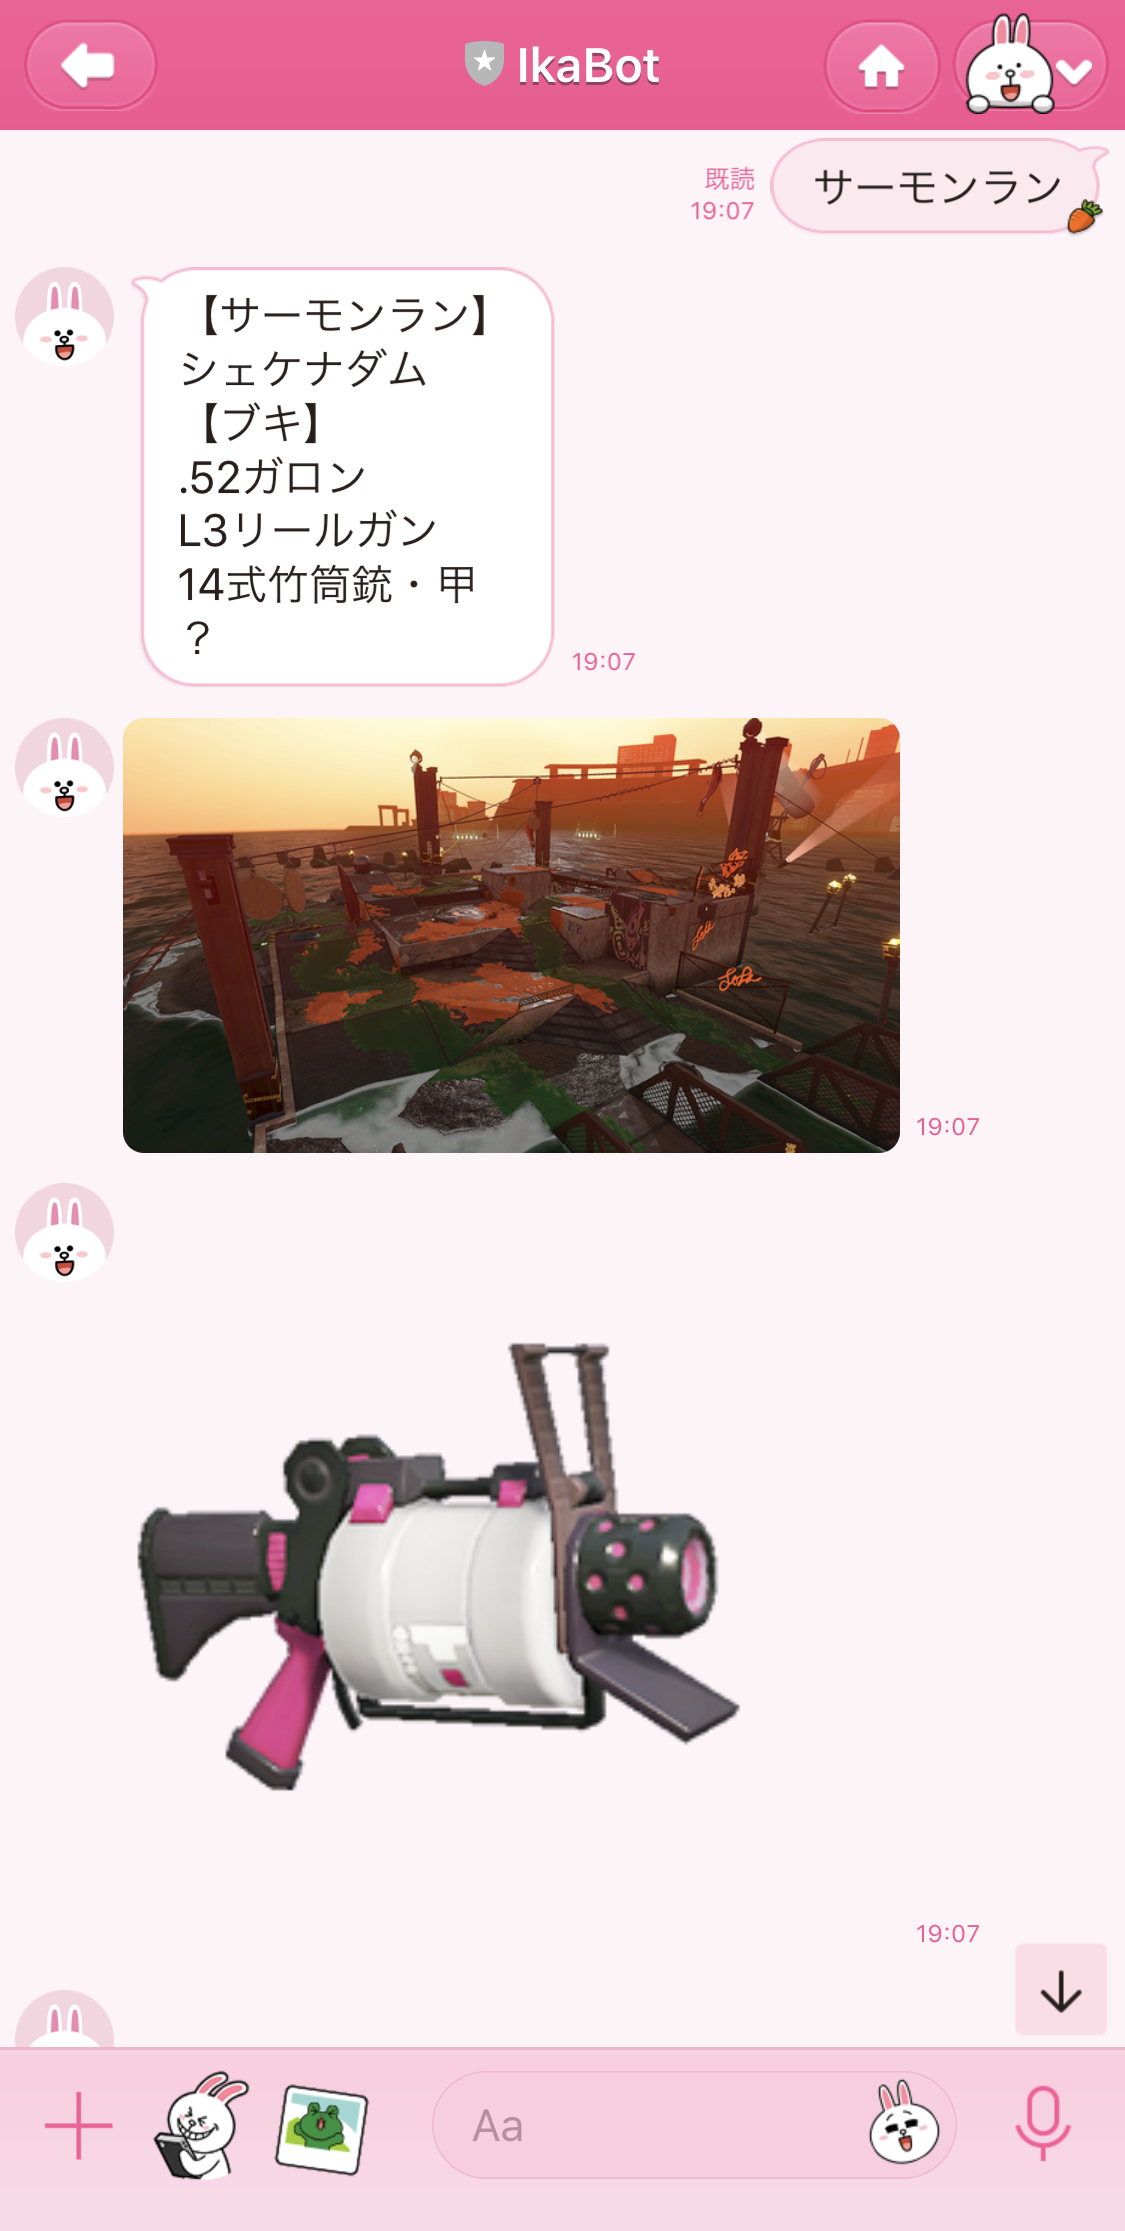 IkaBot
サーモンラン
既読
19:07
【サーモンラン】
シェケナダム
【ブキ】
.52ガロン
L3リールガン
14式竹筒銃・甲
？
19:07
19:07
19:07
Aa